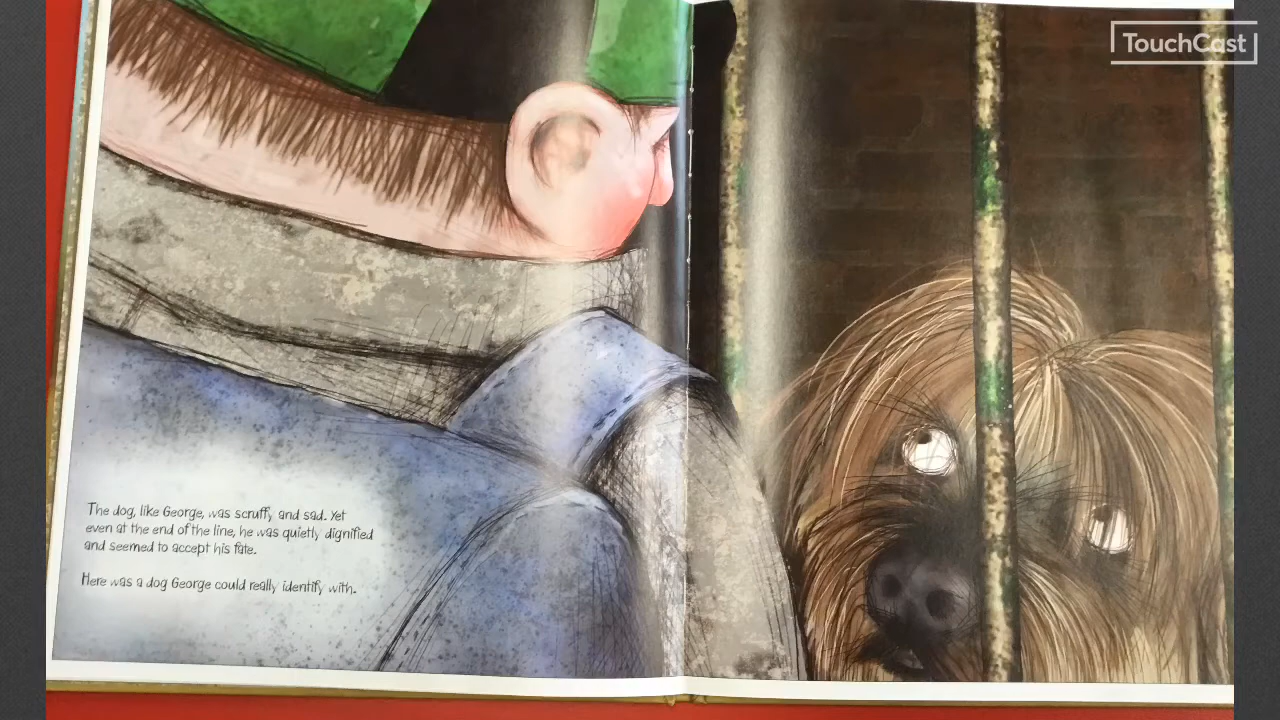 TouchCast
The dog, like George, was scruffy and sad. Yet
even at the end of the line, he was quietly dignified
and seemed to accept his fate.
Here was a dog George could really identify with.